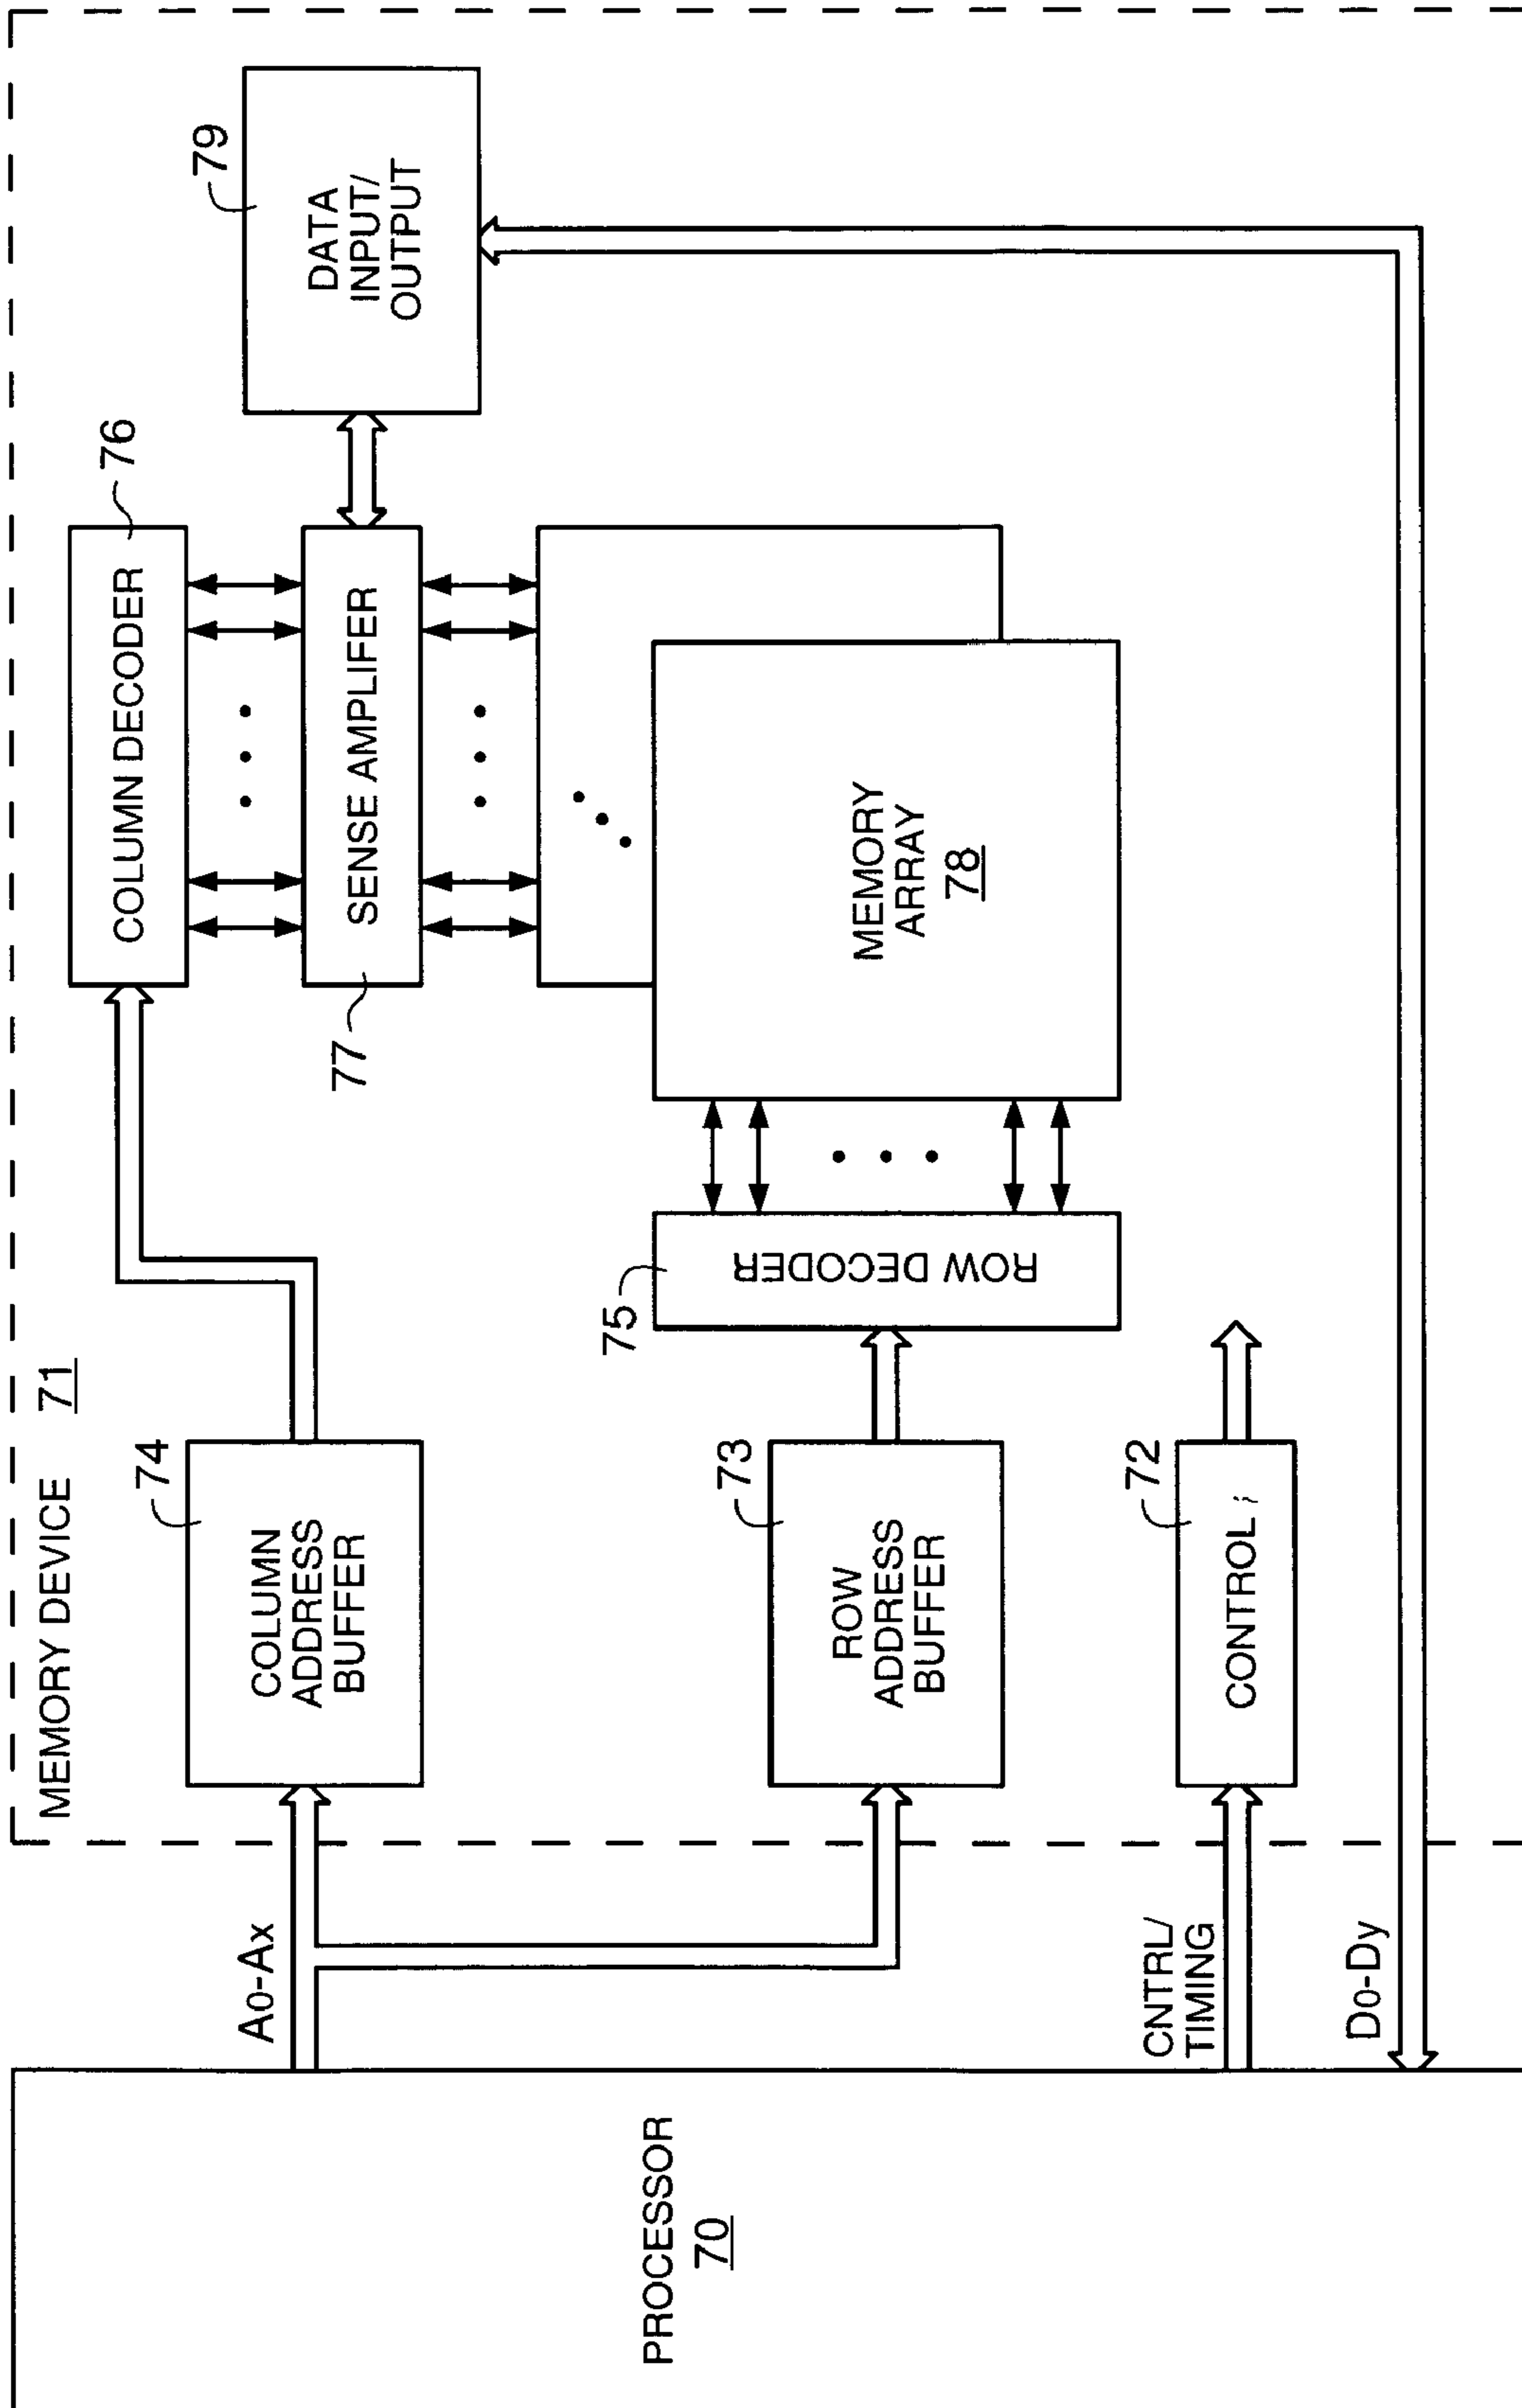 PROCESSOR
70
A0-Ax
CNTRL/
TIMING
D0-Dy
MEMORY DEVICE 71
74
COLUMN
ADDRESS
BUFFER
73
ROW
ADDRESS
BUFFER
72
CONTROL
75
ROW DECODER
76
COLUMN DECODER
77
SENSE AMPLIFER
MEMORY
ARRAY
78
79
DATA
INPUT/
OUTPUT